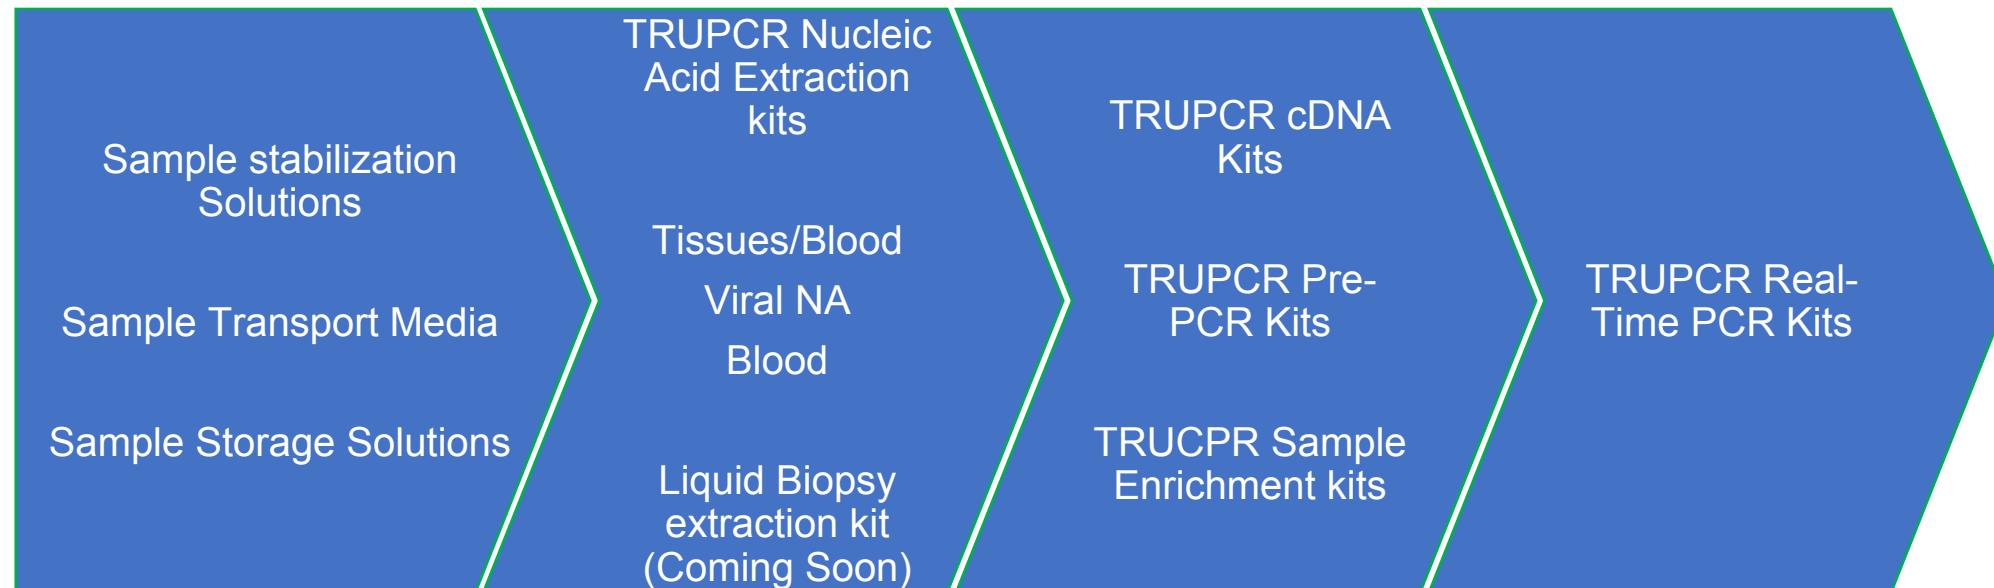 Sample stabilization
Solutions
Sample Transport Media
Sample Storage Solutions
TRUPCR Nucleic
Acid Extraction
kits
Tissues/Blood
Viral NA
Blood
Liquid Biopsy
extraction kit
(Coming Soon)
TRUPCR cDNA
Kits
TRUPCR Pre-
PCR Kits
TRUCPR Sample
Enrichment kits
TRUPCR Real-
Time PCR Kits